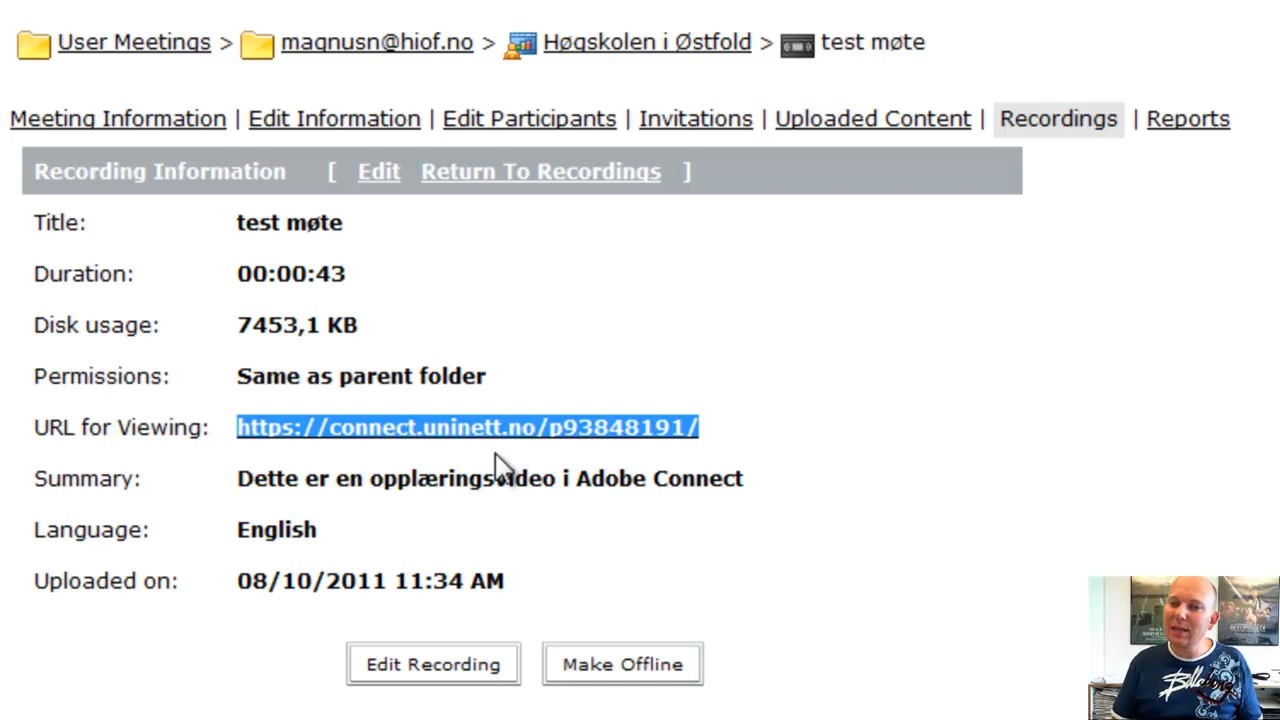 User Meetings > magnusn@hiof.no > Høgskolen i Østfold > test møte
Meeting Information | Edit Information | Edit Participants | Invitations | Uploaded Content | Recordings | Reports
Recording Information [ Edit Return To Recordings ]
Title: test møte
Duration: 00:00:43
Disk usage: 7453,1 KB
Permissions: Same as parent folder
URL for Viewing: https://connect.uninett.no/p93848191/
Summary: Dette er en opplæringsvideo i Adobe Connect
Language: English
Uploaded on: 08/10/2011 11:34 AM
Edit Recording Make Offline